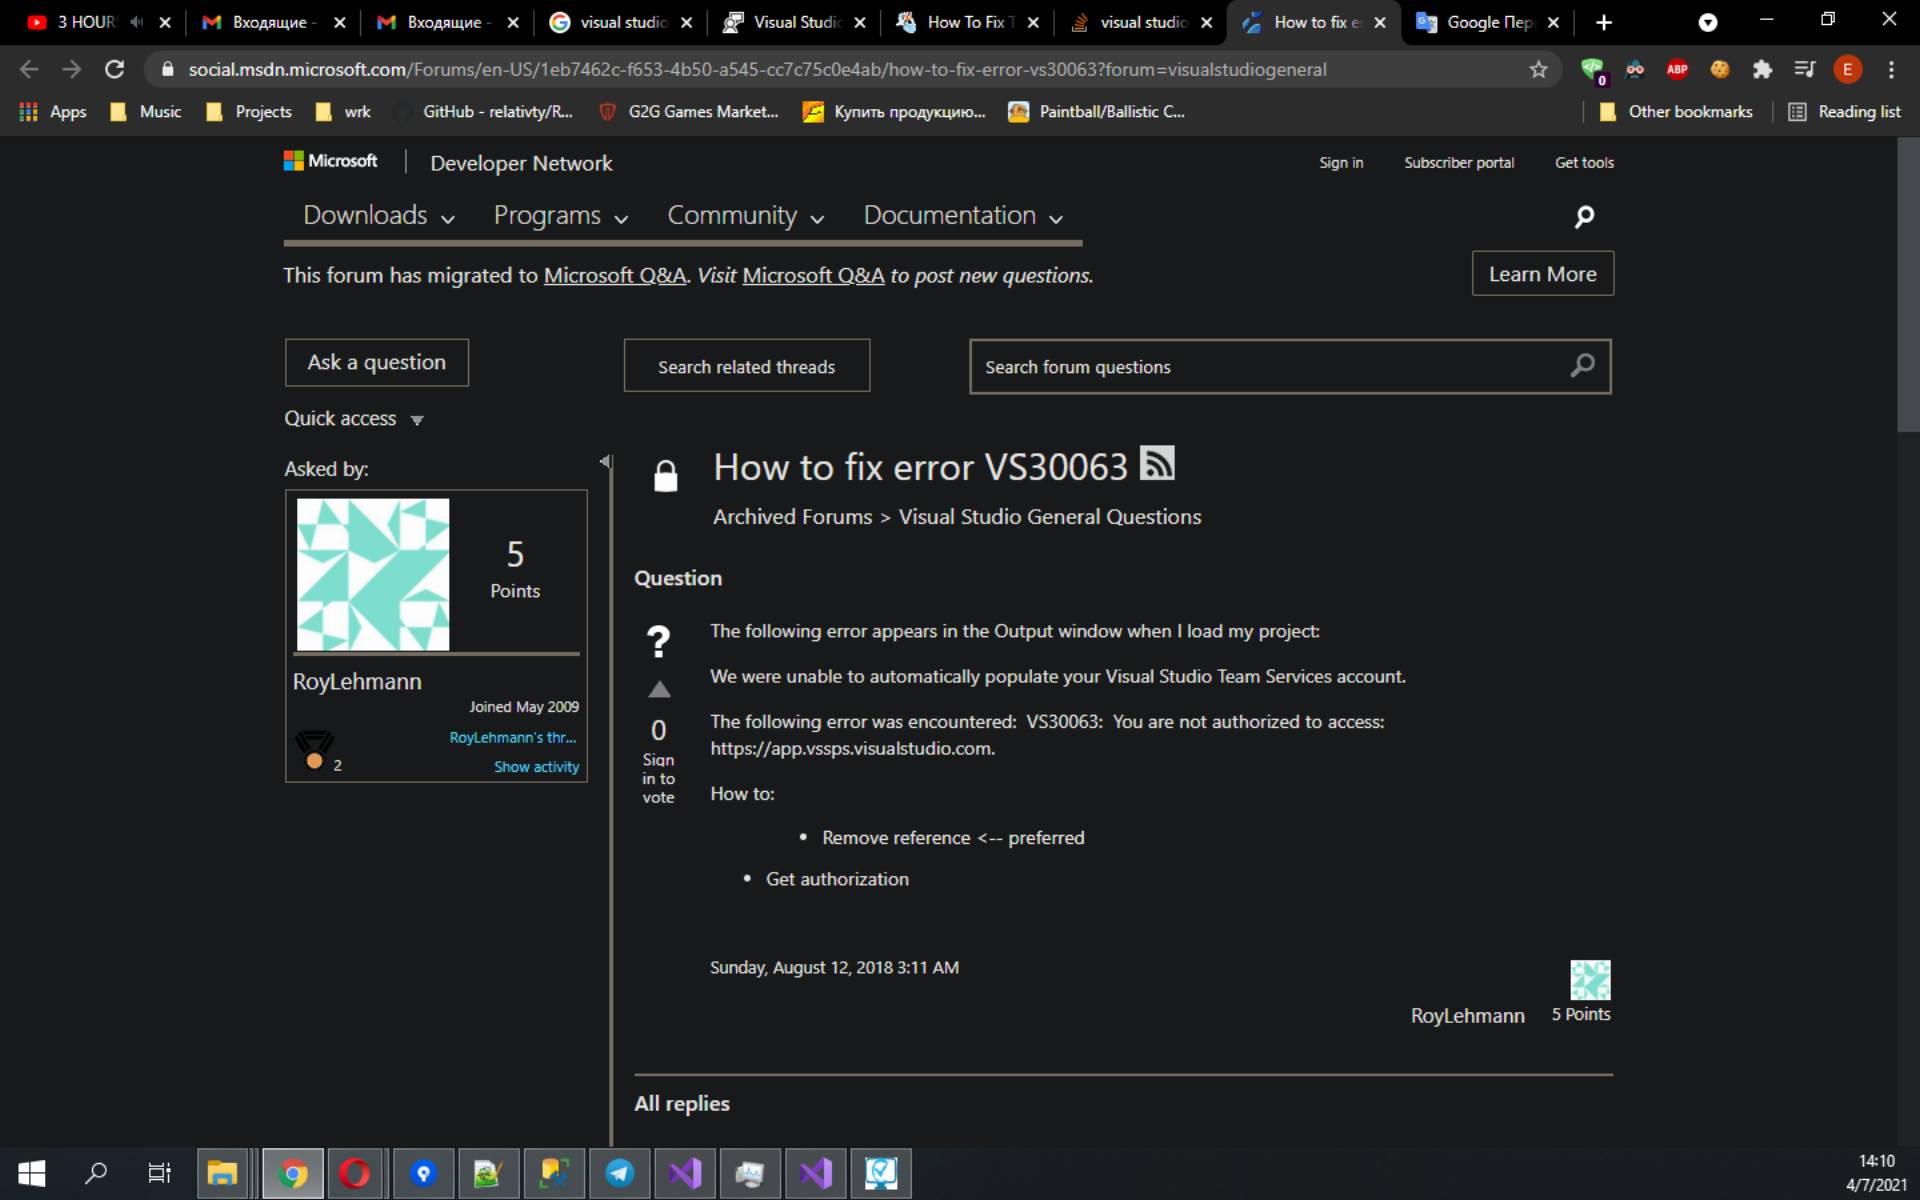 3 HOUR
Входящие -
Входящие -
visual studio
Visual Studio
How To Fix T
visual studio
How to fix e
Google Пер
social.msdn.microsoft.com/Forums/en-US/1eb7462c-f653-4b50-a545-cc7c75c0e4ab/how-to-fix-error-vs30063?forum=visualstudiogeneral
0
ABP
E
Apps
Music
Projects
wrk
GitHub - relativty/R...
G2G Games Market...
Купить продукцию...
Paintball/Ballistic C...
Other bookmarks
Reading list
Microsoft
Developer Network
Sign in
Subscriber portal
Get tools
Downloads
Programs
Community
Documentation
This forum has migrated to Microsoft Q&A. Visit Microsoft Q&A to post new questions.
Learn More
Ask a question
Search related threads
Search forum questions
Quick access
Asked by:
5
Points
RoyLehmann
Joined May 2009
RoyLehmann's thr...
2
Show activity
How to fix error VS30063
Archived Forums > Visual Studio General Questions
Question
?
0
Sign
in to
vote
The following error appears in the Output window when I load my project:
We were unable to automatically populate your Visual Studio Team Services account.
The following error was encountered: VS30063: You are not authorized to access:
https://app.vssps.visualstudio.com.
How to:
• Remove reference <-- preferred
• Get authorization
Sunday, August 12, 2018 3:11 AM
RoyLehmann
5 Points
All replies
14:10
4/7/2021